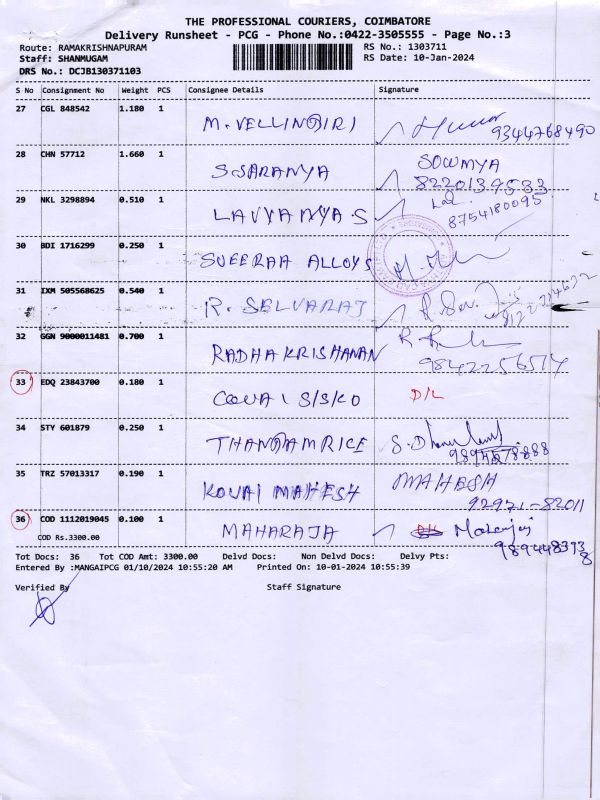 THE PROFESSIONAL COURIERS, COIMBATORE
Delivery Runsheet - PCG - Phone No.:0422-3505555 - Page No.:3
Route: RAMAKRISHNAPURAM RS No.: 1303711
Staff: SHANMUGAM RS Date: 10-Jan-2024
DRS No.: DCJB130371103
S No Consignment No Weight PCS Consignee Details Signature
27 CGL 848542 1.180 1 M.VELLINGIRI 9344768490
28 CHN 57712 1.660 1 S.SARANYA SOWMYA
8220139583
29 NKL 3298894 0.510 1 LAVYANYA.S
8754180095
30 BDI 1716299 0.250 1 SUEERAA ALLOYS
31 IXM 505568625 0.540 1 R. SELVARAJ
32 GGN 9000011481 0.700 1 RADHAKRISHANAN
9842256514
33 EDQ 23843700 0.180 1 COVAI S/S/KO D/L
34 STY 601879 0.250 1 THANGAMRICE
9894878888
35 TRZ 57013317 0.190 1 KOVAI MAHESH MAHESH
92921-82011
36 COD 1112019045 0.100 1 MAHARAJA
COD Rs.3300.00
Tot Docs: 36 Tot COD Amt: 3300.00 Delvd Docs: Non Delvd Docs: Delvy Pts:
Entered By :MANGAIPCG 01/10/2024 10:55:20 AM Printed On: 10-01-2024 10:55:39
Verified By Staff Signature